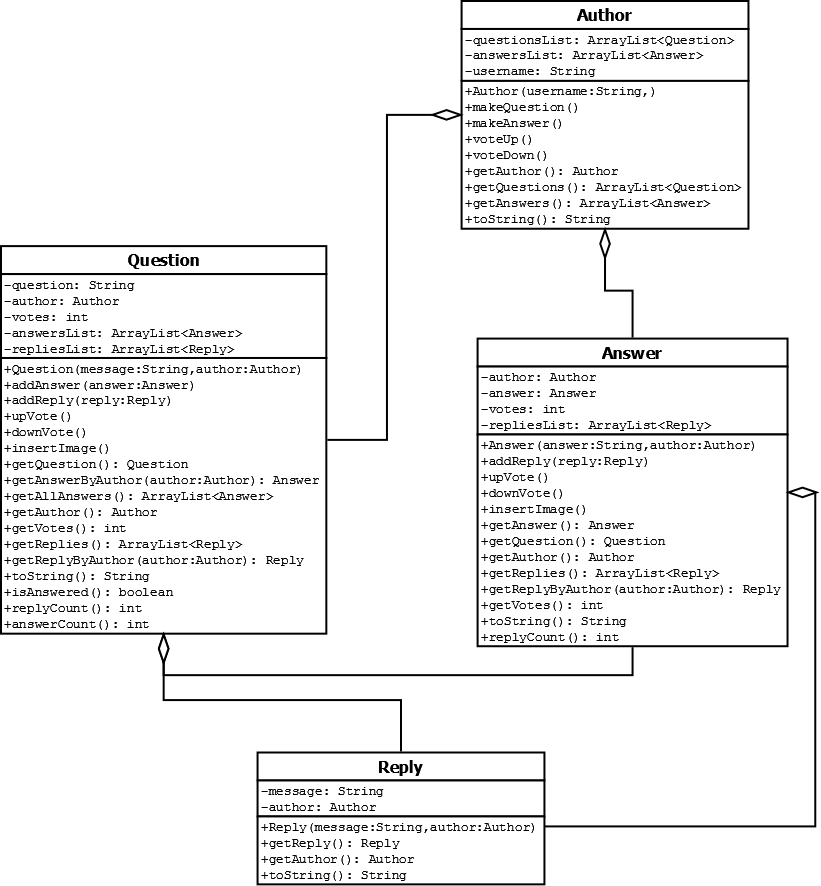 Author
-questionsList: ArrayList<Question>
-answersList: ArrayList<Answer>
-username: String
+Author(username:String,)
+makeQuestion()
+makeAnswer()
+voteUp()
+voteDown()
+getAuthor(): Author
+getQuestions(): ArrayList<Question>
+getAnswers(): ArrayList<Answer>
+toString(): String
Question
-question: String
-author: Author
-votes: int
-answersList: ArrayList<Answer>
-repliesList: ArrayList<Reply>
+Question(message:String,author:Author)
+addAnswer(answer:Answer)
+addReply(reply:Reply)
+upVote()
+downVote()
+insertImage()
+getQuestion(): Question
+getAnswerByAuthor(author:Author): Answer
+getAllAnswers(): ArrayList<Answer>
+getAuthor(): Author
+getVotes(): int
+getReplies(): ArrayList<Reply>
+getReplyByAuthor(author:Author): Reply
+toString(): String
+isAnswered(): boolean
+replyCount(): int
+answerCount(): int
Answer
-author: Author
-answer: Answer
-votes: int
-repliesList: ArrayList<Reply>
+Answer(answer:String,author:Author)
+addReply(reply:Reply)
+upVote()
+downVote()
+insertImage()
+getAnswer(): Answer
+getQuestion(): Question
+getAuthor(): Author
+getReplies(): ArrayList<Reply>
+getReplyByAuthor(author:Author): Reply
+getVotes(): int
+toString(): String
+replyCount(): int
Reply
-message: String
-author: Author
+Reply(message:String,author:Author)
+getReply(): Reply
+getAuthor(): Author
+toString(): String